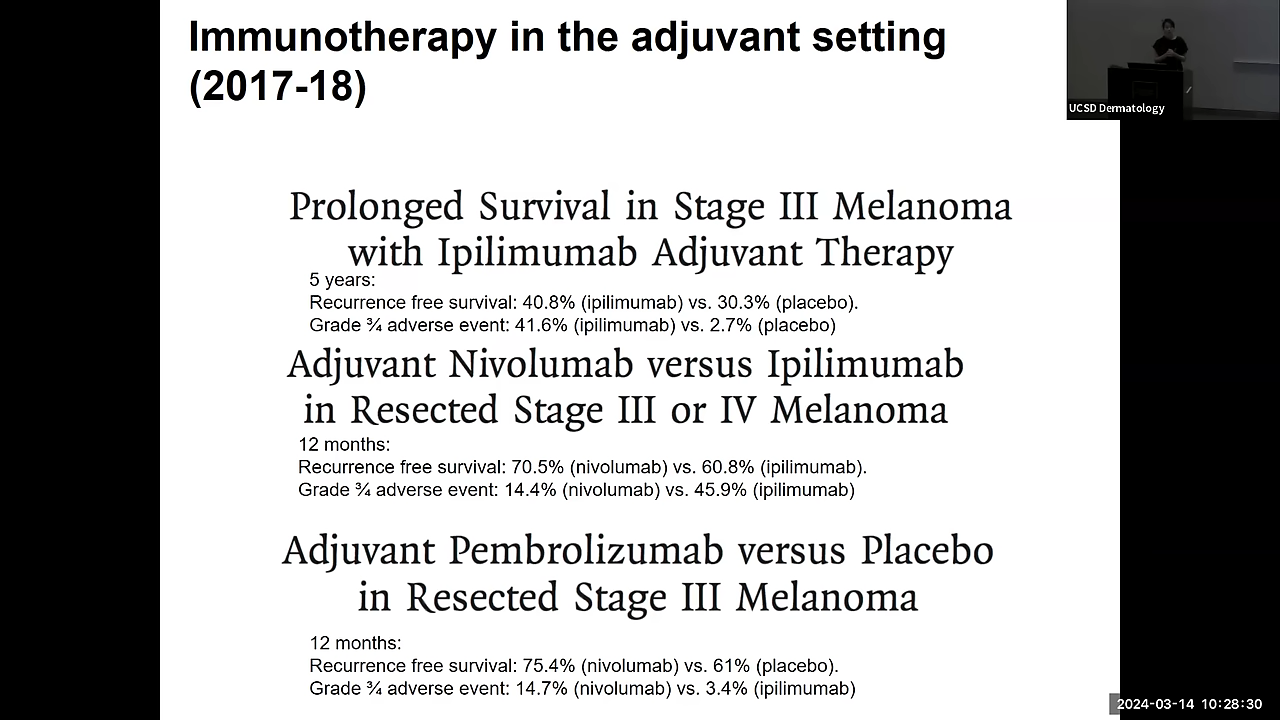 Immunotherapy in the adjuvant setting
(2017-18)
UCSD Dermatology
Prolonged Survival in Stage III Melanoma
with Ipilimumab Adjuvant Therapy
5 years:
Recurrence free survival: 40.8% (ipilimumab) vs. 30.3% (placebo).
Grade ¾ adverse event: 41.6% (ipilimumab) vs. 2.7% (placebo)
Adjuvant Nivolumab versus Ipilimumab
in Resected Stage III or IV Melanoma
12 months:
Recurrence free survival: 70.5% (nivolumab) vs. 60.8% (ipilimumab).
Grade ¾ adverse event: 14.4% (nivolumab) vs. 45.9% (ipilimumab)
Adjuvant Pembrolizumab versus Placebo
in Resected Stage III Melanoma
12 months:
Recurrence free survival: 75.4% (nivolumab) vs. 61% (placebo).
Grade ¾ adverse event: 14.7% (nivolumab) vs. 3.4% (ipilimumab)
2024-03-14 10:28:30